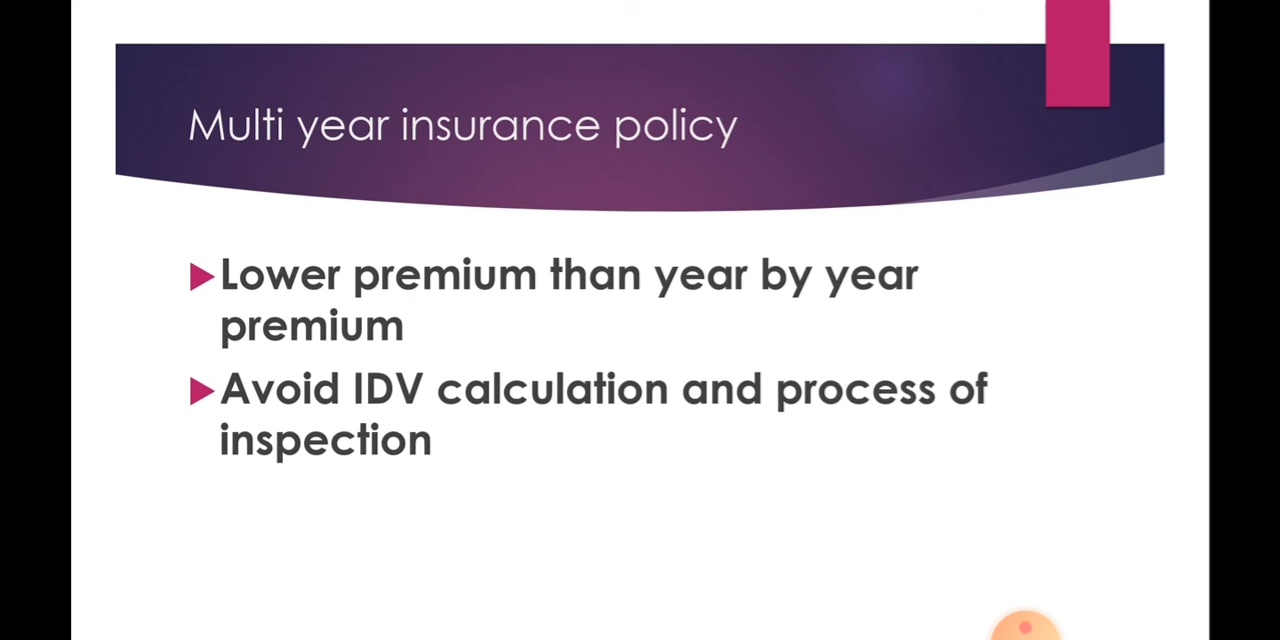 Multi year insurance policy
Lower premium than year by year
premium
Avoid IDV calculation and process of
inspection